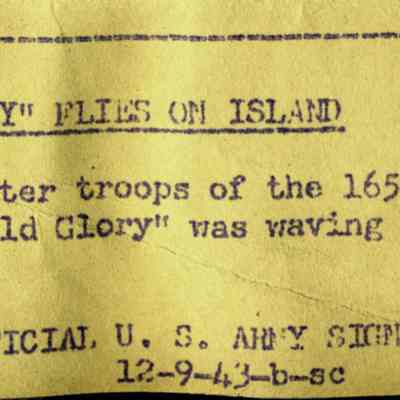 Y" FLIES ON ISLAND
ter troops of the 165
ld Glory" was waving
ICIAL U. S. ARMY SIGN
12-9-43-b-sc